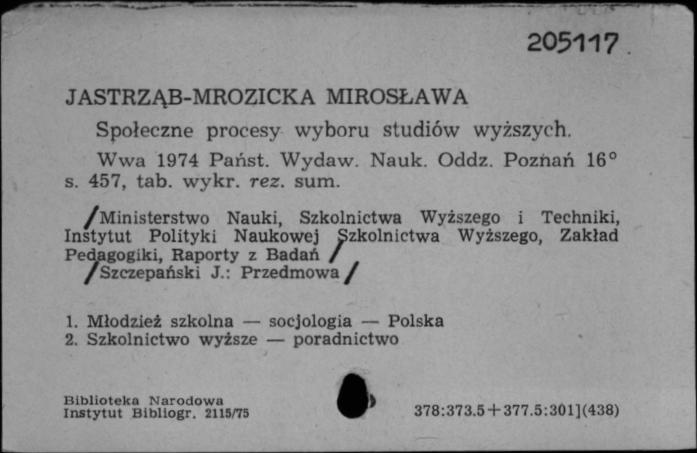 205117.
JASTRZĄB-MROZICKA MIROSŁAWA
Społeczne procesy wyboru studiów wyższych.
Wwa 1974 Państ. Wydaw. Nauk. Oddz. Poznań 16°
s. 457, tab. wykr. rez. sum.
/Ministerstwo Nauki, Szkolnictwa Wyższego i Techniki,
Instytut Polityki Naukowej Szkolnictwa Wyższego, Zakład
Pedagogiki, Raporty z Badań /
/Szczepański J.: Przedmowa/
1. Młodzież szkolna — socjologia — Polska
2. Szkolnictwo wyższe — poradnictwo
Biblioteka Narodowa
Instytut Bibliogr. 2115/75
378:373.5+377.5:301](438)